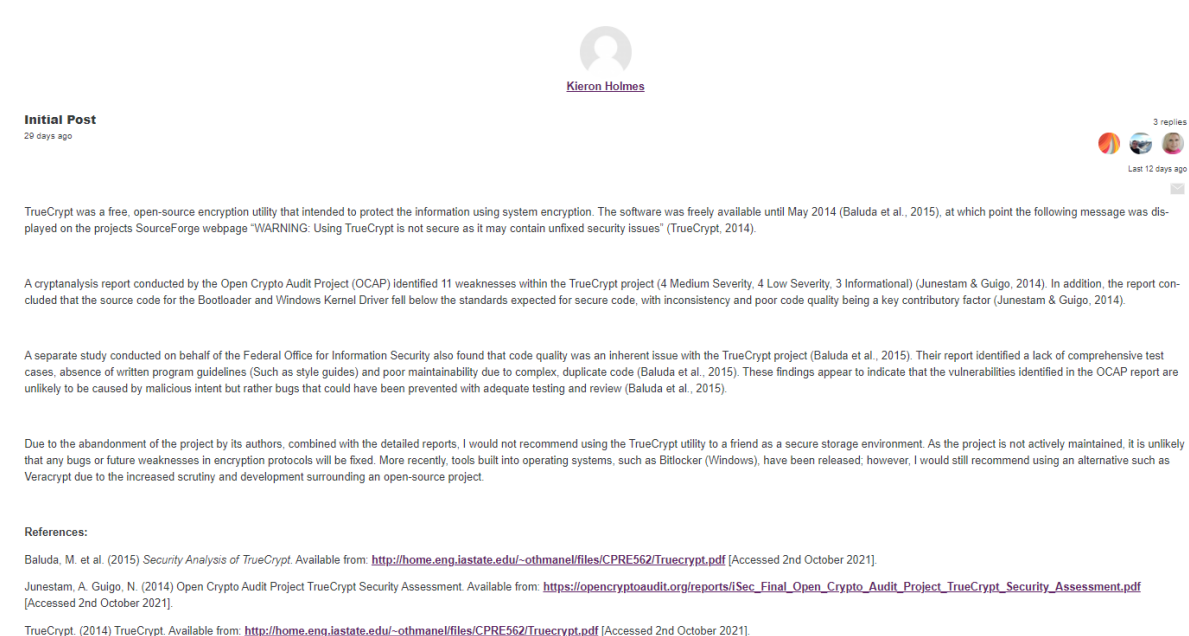 Kieron Holmes
Initial Post
29 days ago
3 replies
Last 12 days ago
TrueCrypt was a free, open-source encryption utility that intended to protect the information using system encryption. The software was freely available until May 2014 (Baluda et al., 2015), at which point the following message was dis-
played on the projects SourceForge webpage “WARNING: Using TrueCrypt is not secure as it may contain unfixed security issues” (TrueCrypt, 2014).
A cryptanalysis report conducted by the Open Crypto Audit Project (OCAP) identified 11 weaknesses within the TrueCrypt project (4 Medium Severity, 4 Low Severity, 3 Informational) (Junestam & Guigo, 2014). In addition, the report con-
cluded that the source code for the Bootloader and Windows Kernel Driver fell below the standards expected for secure code, with inconsistency and poor code quality being a key contributory factor (Junestam & Guigo, 2014).
A separate study conducted on behalf of the Federal Office for Information Security also found that code quality was an inherent issue with the TrueCrypt project (Baluda et al., 2015). Their report identified a lack of comprehensive test
cases, absence of written program guidelines (Such as style guides) and poor maintainability due to complex, duplicate code (Baluda et al., 2015). These findings appear to indicate that the vulnerabilities identified in the OCAP report are
unlikely to be caused by malicious intent but rather bugs that could have been prevented with adequate testing and review (Baluda et al., 2015).
Due to the abandonment of the project by its authors, combined with the detailed reports, I would not recommend using the TrueCrypt utility to a friend as a secure storage environment. As the project is not actively maintained, it is unlikely
that any bugs or future weaknesses in encryption protocols will be fixed. More recently, tools built into operating systems, such as Bitlocker (Windows), have been released; however, I would still recommend using an alternative such as
Veracrypt due to the increased scrutiny and development surrounding an open-source project.
References:
Baluda, M. et al. (2015) Security Analysis of TrueCrypt. Available from: http://home.eng.iastate.edu/~othmanel/files/CPRE562/Truecrypt.pdf [Accessed 2nd October 2021].
Junestam, A. Guigo, N. (2014) Open Crypto Audit Project TrueCrypt Security Assessment. Available from: https://opencryptoaudit.org/reports/iSec_Final_Open_Crypto_Audit_Project_TrueCrypt_Security_Assessment.pdf
[Accessed 2nd October 2021].
TrueCrypt. (2014) TrueCrypt. Available from: http://home.eng.iastate.edu/~othmanel/files/CPRE562/Truecrypt.pdf [Accessed 2nd October 2021].